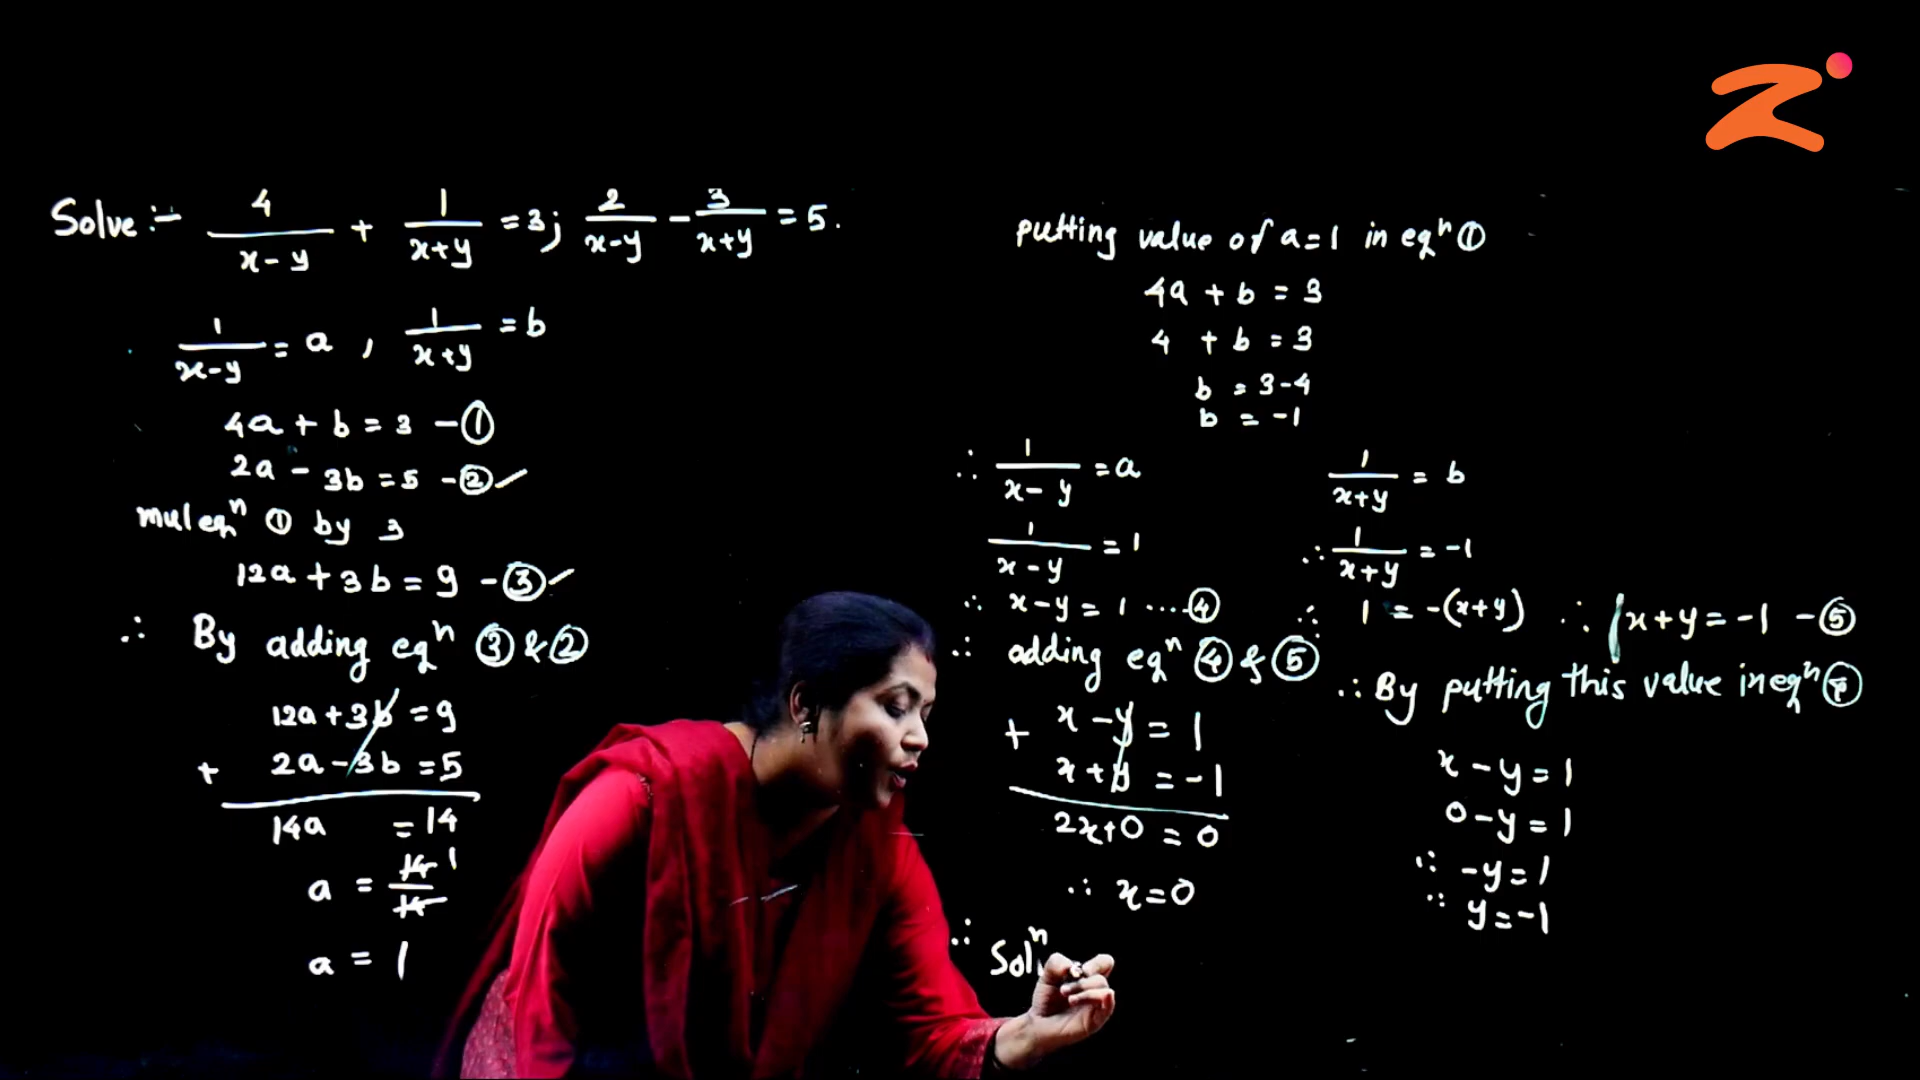 Solve :- 4/(x-y) + 1/(x+y) = 3; 2/(x-y) - 3/(x+y) = 5.
1/(x-y) = a , 1/(x+y) = b
4a + b = 3 - ①
2a - 3b = 5 - ② ✓
mul eqⁿ ① by 3
12a + 3b = 9 - ③ ✓
∴ By adding eqⁿ ③ & ②
12a + 3b = 9
+ 2a - 3b = 5
14a = 14
a = 14/14 1
a = 1
putting value of a = 1 in eqⁿ ①
4a + b = 3
4 + b = 3
b = 3-4
b = -1
∴ 1/(x-y) = a
1/(x-y) = 1
∴ x-y = 1 ....④
1/(x+y) = b
∴ 1/(x+y) = -1
∴ 1 = -(x+y) ∴ x+y = -1 - ⑤
∴ adding eqⁿ ④ & ⑤
+ x - y = 1
x + y = -1
2x + 0 = 0
∴ x = 0
∴ By putting this value in eqⁿ
x - y = 1
0 - y = 1
∴ -y = 1
∴ y = -1
∴ Solⁿ